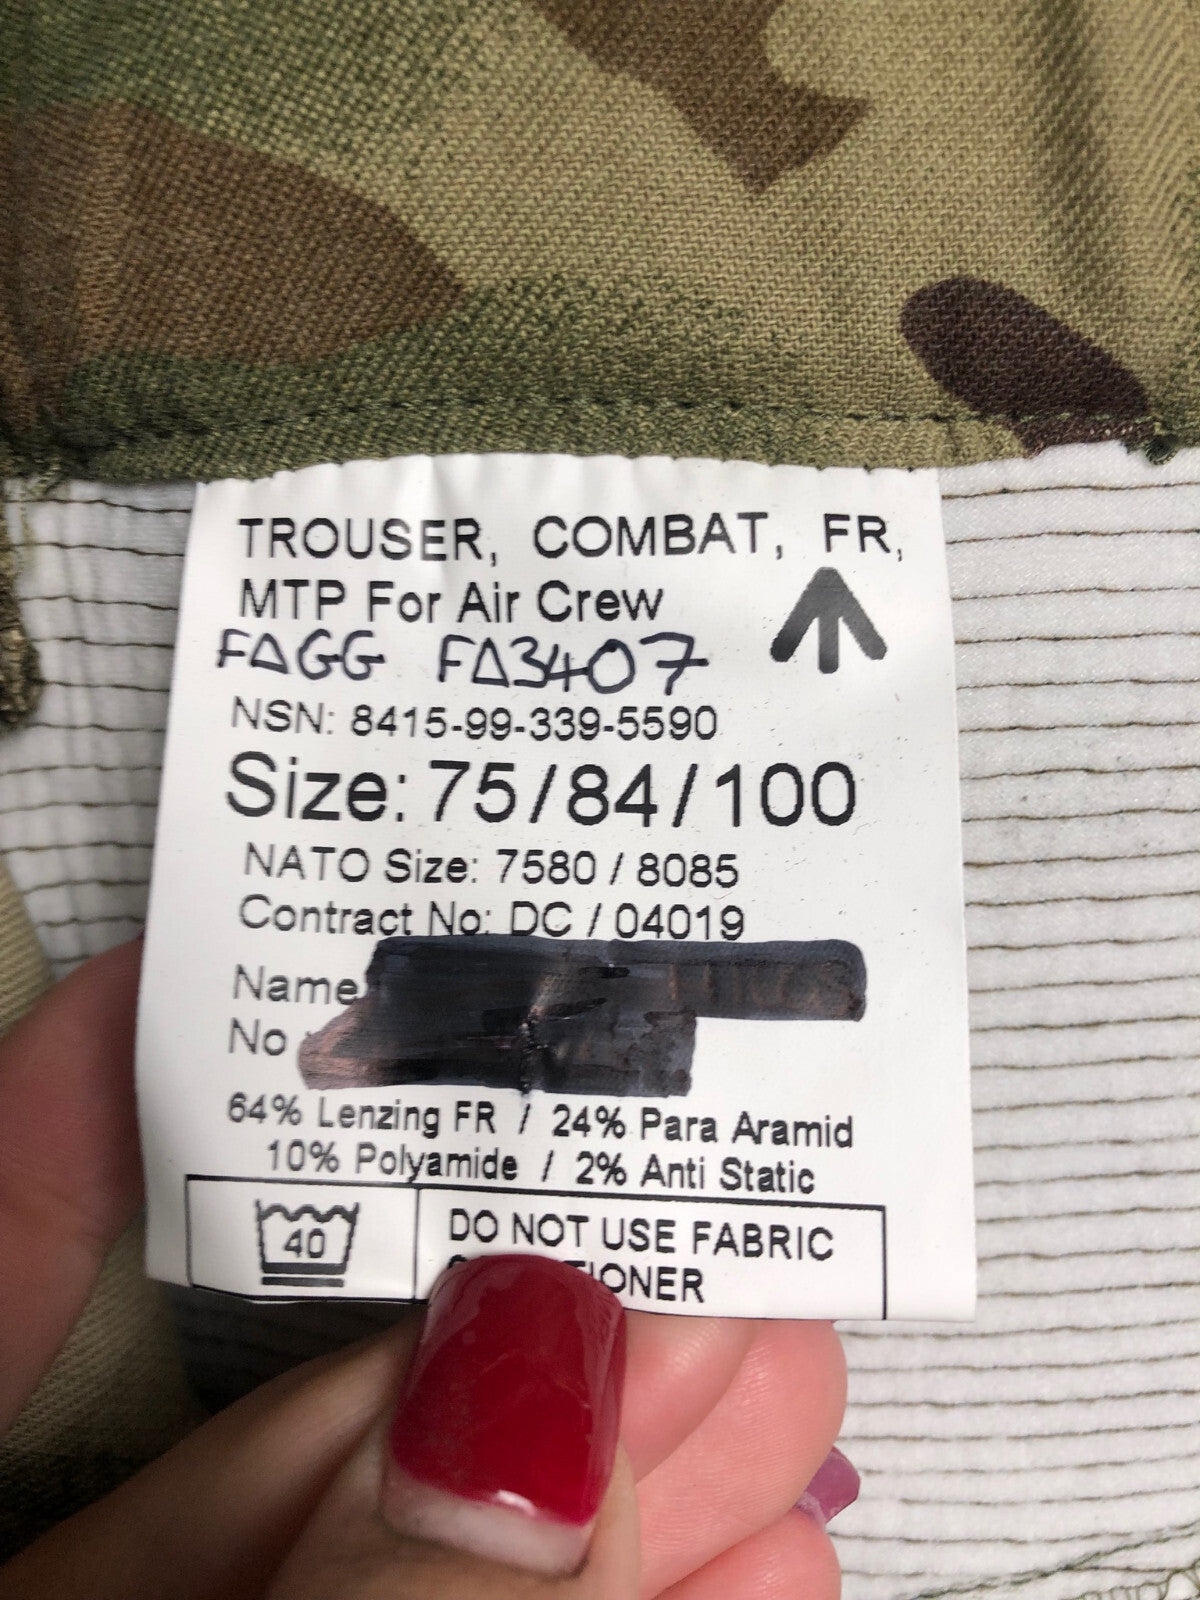 TROUSER, COMBAT, FR,
MTP For Air Crew
FAGG FA3407
NSN: 8415-99-339-5590
Size: 75/84/100
NATO Size: 7580 / 8085
Contract No: DC / 04019
Name
No
64% Lenzing FR / 24% Para Aramid
10% Polyamide / 2% Anti Static
40
DO NOT USE FABRIC